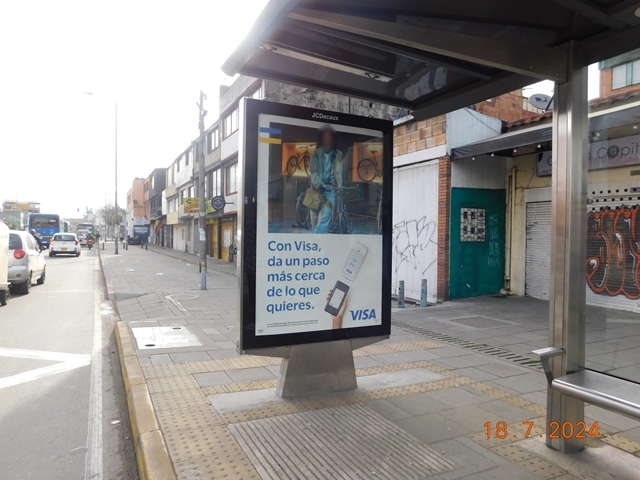 JCDecaux
Con Visa,
da un paso
más cerca
de lo que
quieres.
VISA
18.7.2024